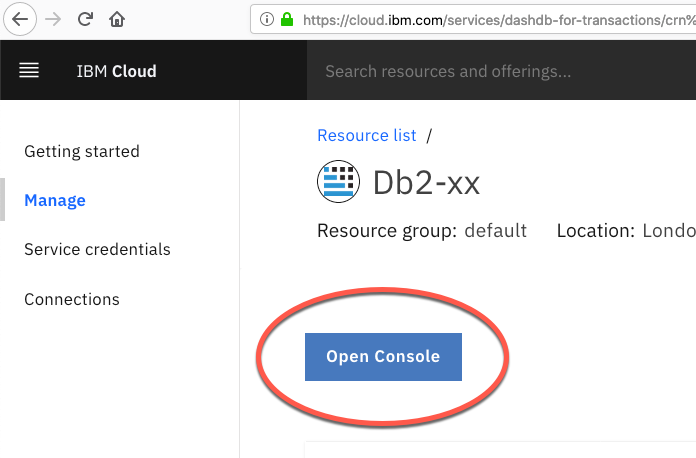 https://cloud.ibm.com/services/dashdb-for-transactions/crn%
IBM Cloud
Search resources and offerings...
Getting started
Manage
Service credentials
Connections
Resource list /
Db2-xx
Resource group: default Location: Londo
Open Console